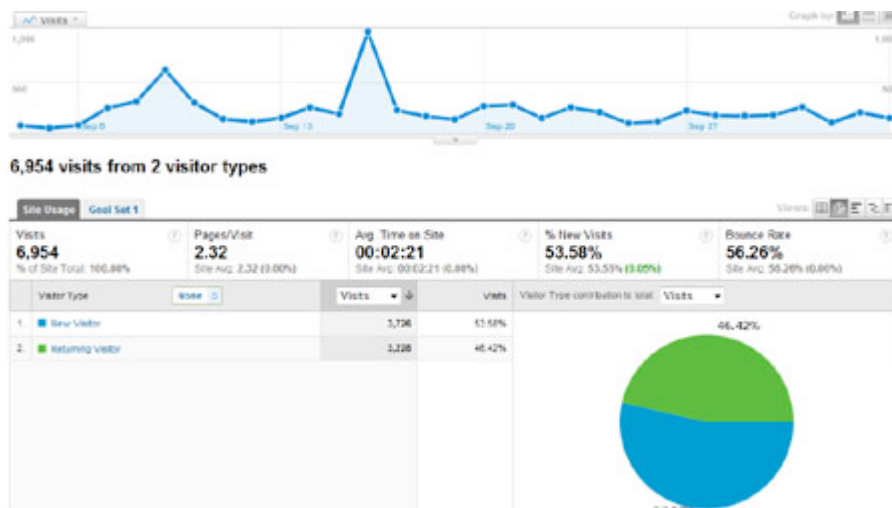 Visits
Graph by:
1,000
500
Sep 6
Sep 13
Sep 20
Sep 27
6,954 visits from 2 visitor types
Site Usage Goal Set 1
Views:
Visits Pages/Visit Avg. Time on Site % New Visits Bounce Rate
6,954 2.32 00:02:21 53.58% 56.26%
% of Site Total: 100.00% Site Avg: 2.32 (0.00%) Site Avg: 00:02:21 (0.00%) Site Avg: 53.55% (0.05%) Site Avg: 56.26% (0.00%)
Visitor Type None Visits Visits Visitor Type contribution to total: Visits
1. New Visitor 3,726 53.58%
2. Returning Visitor 3,228 46.42%
46.42%